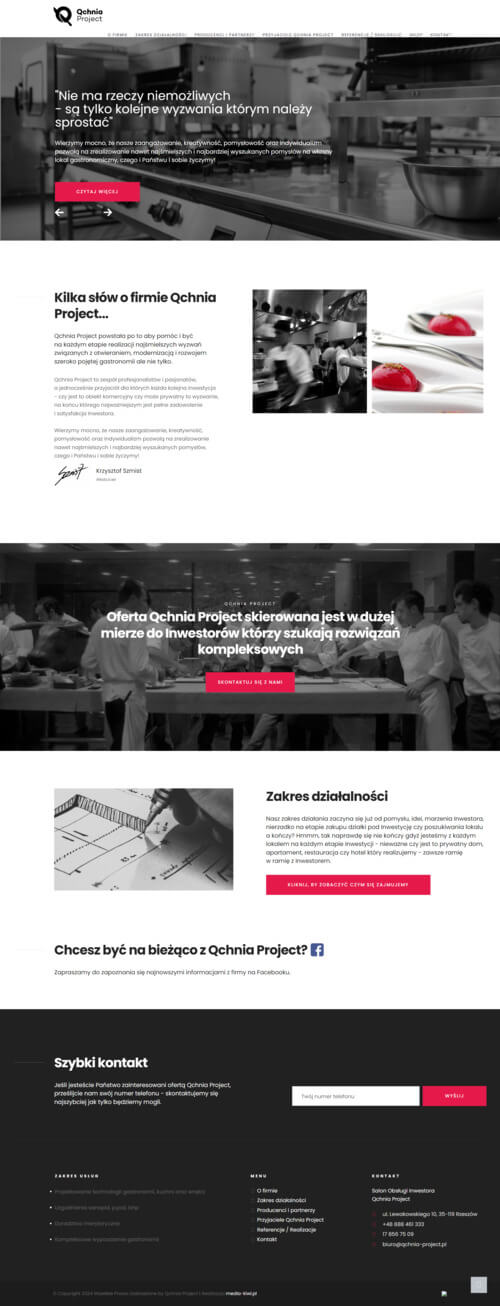 Qchnia
Project
O FIRMIE ZAKRES DZIAŁALNOŚCI PRODUCENCI I PARTNERZY PRZYJACIELE QCHNIA PROJECT REFERENCJE / REALIZACJE SKLEP KONTAKT
"Nie ma rzeczy niemożliwych
- są tylko kolejne wyzwania którym należy
sprostać"
Wierzymy mocno, że nasze zaangażowanie, kreatywność, pomysłowość oraz indywidualizm
pozwolą na zrealizowanie nawet najśmielszych i najbardziej wyszukanych pomysłów na własny
lokal gastronomiczny, czego i Państwu i sobie życzymy!
CZYTAJ WIĘCEJ
Kilka słów o firmie Qchnia
Project...
Qchnia Project powstała po to aby pomóc i być
na każdym etapie realizacji najśmielszych wyzwań
związanych z otwieraniem, modernizacją i rozwojem
szeroko pojętej gastronomii ale nie tylko.
Qchnia Project to zespół profesjonalistów i pasjonatów,
a jednocześnie przyjaciół dla których każda kolejna inwestycja
- czy jest to obiekt komercyjny czy może prywatny to wyzwanie,
na końcu którego najważniejszym jest pełne zadowolenie
i satysfakcja Inwestora.
Wierzymy mocno, że nasze zaangażowanie, kreatywność,
pomysłowość oraz indywidualizm pozwolą na zrealizowanie
nawet najśmielszych i najbardziej wyszukanych pomysłów,
czego i Państwu i sobie życzymy!
Krzysztof Szmist
Właściciel
QCHNIA PROJECT
Oferta Qchnia Project skierowana jest w dużej
mierze do Inwestorów którzy szukają rozwiązań
kompleksowych
SKONTAKTUJ SIĘ Z NAMI
Zakres działalności
Nasz zakres działania zaczyna się już od pomysłu, idei, marzenia Inwestora,
nierzadko na etapie zakupu działki pod Inwestycję czy poszukiwania lokalu
a kończy? Hmmm, tak naprawdę się nie kończy gdyż jesteśmy z każdym
lokalem na każdym etapie Inwestycji - nieważne czy jest to prywatny dom,
apartament, restauracja czy hotel który realizujemy - zawsze ramię
w ramię z Inwestorem.
KLIKNIJ, BY ZOBACZYĆ CZYM SIĘ ZAJMUJEMY
Chcesz być na bieżąco z Qchnia Project?
Zapraszamy do zapoznania się najnowszymi informacjami z firmy na Facebooku.
Szybki kontakt
Jeśli jesteście Państwo zainteresowani ofertą Qchnia Project,
prześlijcie nam swój numer telefonu - skontaktujemy się
najszybciej jak tylko będziemy mogli.
Twój numer telefonu
WYŚLIJ
ZAKRES USŁUG
Projektowanie technologii gastronomii, kuchni oraz wnętrz
Uzgodnienia sanepid, p.poż, bhp
Doradztwo merytoryczne
Kompleksowe wyposażenie gastronomii
MENU
O firmie
Zakres działalności
Producenci i partnerzy
Przyjaciele Qchnia Project
Referencje / Realizacje
Kontakt
KONTAKT
Salon Obsługi Inwestora
Qchnia Project
ul. Lewakowskiego 10, 35-119 Rzeszów
+48 888 461 333
17 856 75 09
biuro@qchnia-project.pl
© Copyright 2024 Wszelkie Prawa Zastrzeżone by Qchnia Project | Realizacja media-kiwi.pl